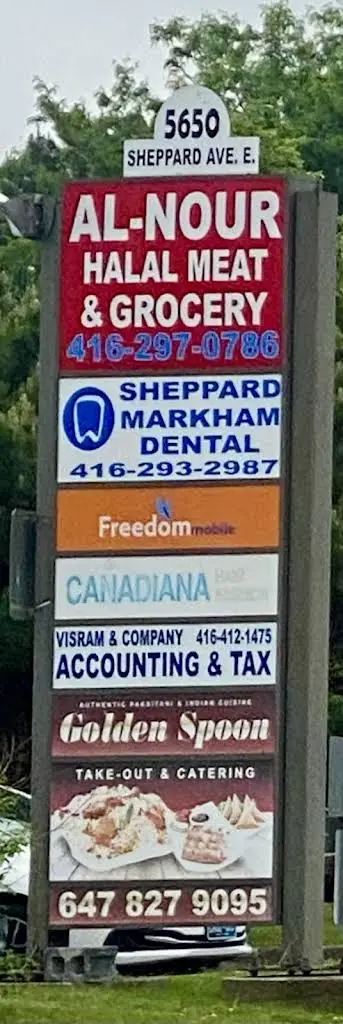 5650
SHEPPARD AVE. E.
AL-NOUR
HALAL MEAT
& GROCERY
416-297-0786
SHEPPARD
MARKHAM
DENTAL
416-293-2987
Freedom mobile
CANADIANA
VISRAM & COMPANY 416-412-1475
ACCOUNTING & TAX
AUTHENTIC PAKISTANI & INDIAN CUISINE
Golden Spoon
TAKE-OUT & CATERING
647 827 9095